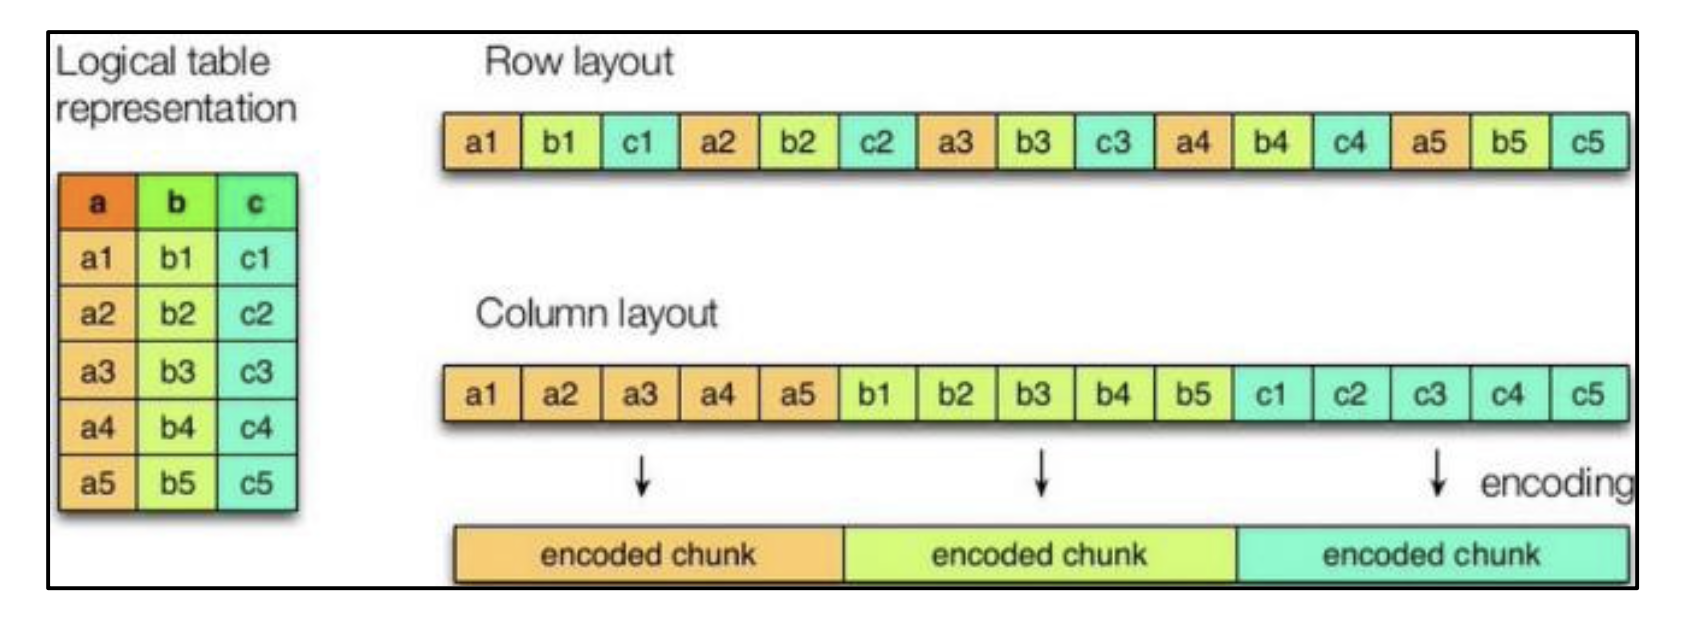 Logical table
representation
a b c
a1 b1 c1
a2 b2 c2
a3 b3 c3
a4 b4 c4
a5 b5 c5
Row layout
a1 b1 c1 a2 b2 c2 a3 b3 c3 a4 b4 c4 a5 b5 c5
Column layout
a1 a2 a3 a4 a5 b1 b2 b3 b4 b5 c1 c2 c3 c4 c5
encoding
encoded chunk encoded chunk encoded chunk